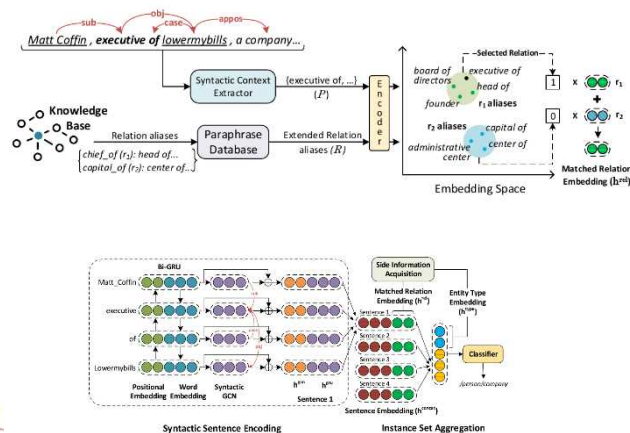 sub
obj
case
appos
Matt Coffin , executive of lowermybills, a company...
Syntactic Context
Extractor
{executive of, ...}
(P)
Encoder
Knowledge
Base
Relation aliases
chief_of (r1): head of...
capital_of (r2): center of...
Paraphrase
Database
Extended Relation
aliases (R)
board of
directors
executive of
head of
founder
r1 aliases
r2 aliases
capital of
administrative
center
center of
Embedding Space
Selected Relation
1 x r1
+
0 x r2
Matched Relation
Embedding (hrel)
Bi-GRU
Matt_Coffin
executive
of
Lowermybills
Positional
Embedding
Word
Embedding
Syntactic
GCN
Sentence 1
Syntactic Sentence Encoding
Side Information
Acquisition
Matched Relation
Embedding (hrel)
Entity Type
Embedding
(htype)
Sentence 1
Sentence 2
Sentence 3
Sentence 4
Classifier
/person/company
Sentence Embedding (hconcat)
Instance Set Aggregation